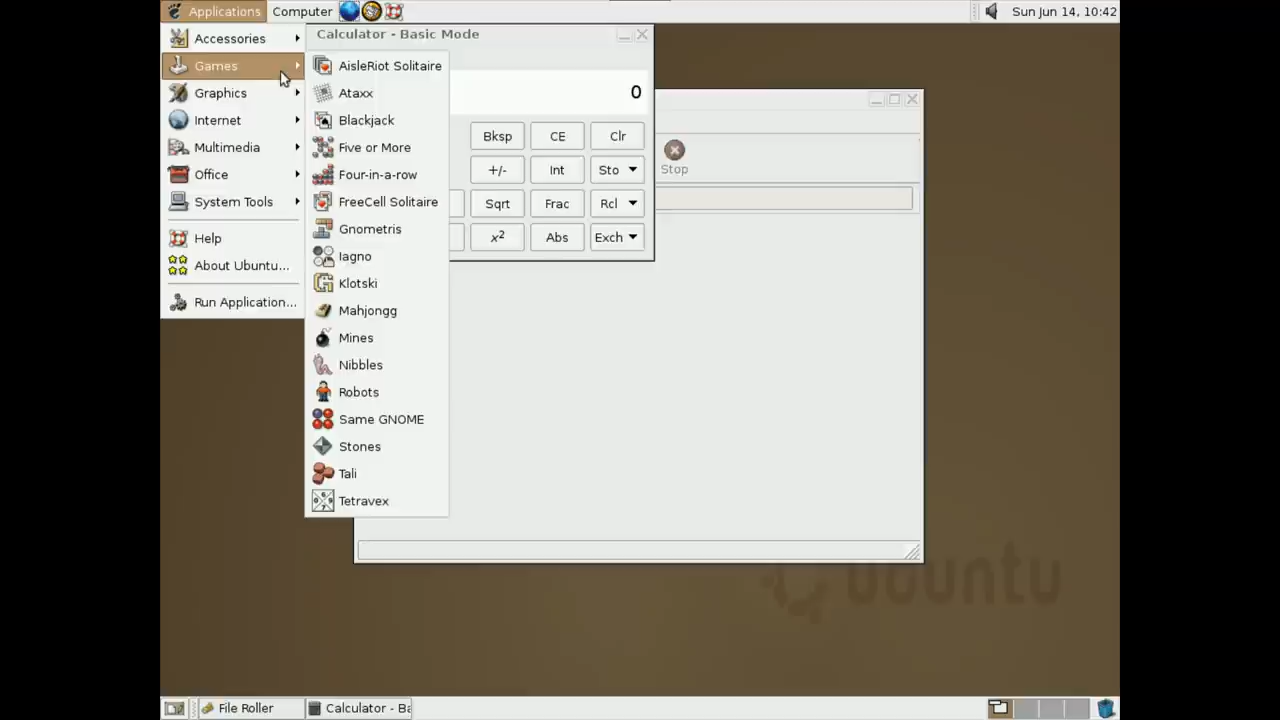 Applications Computer Sun Jun 14, 10:42
Accessories
Games
Graphics
Internet
Multimedia
Office
System Tools
Help
About Ubuntu...
Run Application...
AisleRiot Solitaire
Ataxx
Blackjack
Five or More
Four-in-a-row
FreeCell Solitaire
Gnometris
Iagno
Klotski
Mahjongg
Mines
Nibbles
Robots
Same GNOME
Stones
Tali
Tetravex
Calculator - Basic Mode
0
Bksp CE Clr
+/- Int Sto
Sqrt Frac Rcl
x² Abs Exch
Stop
ubuntu
File Roller Calculator - Ba